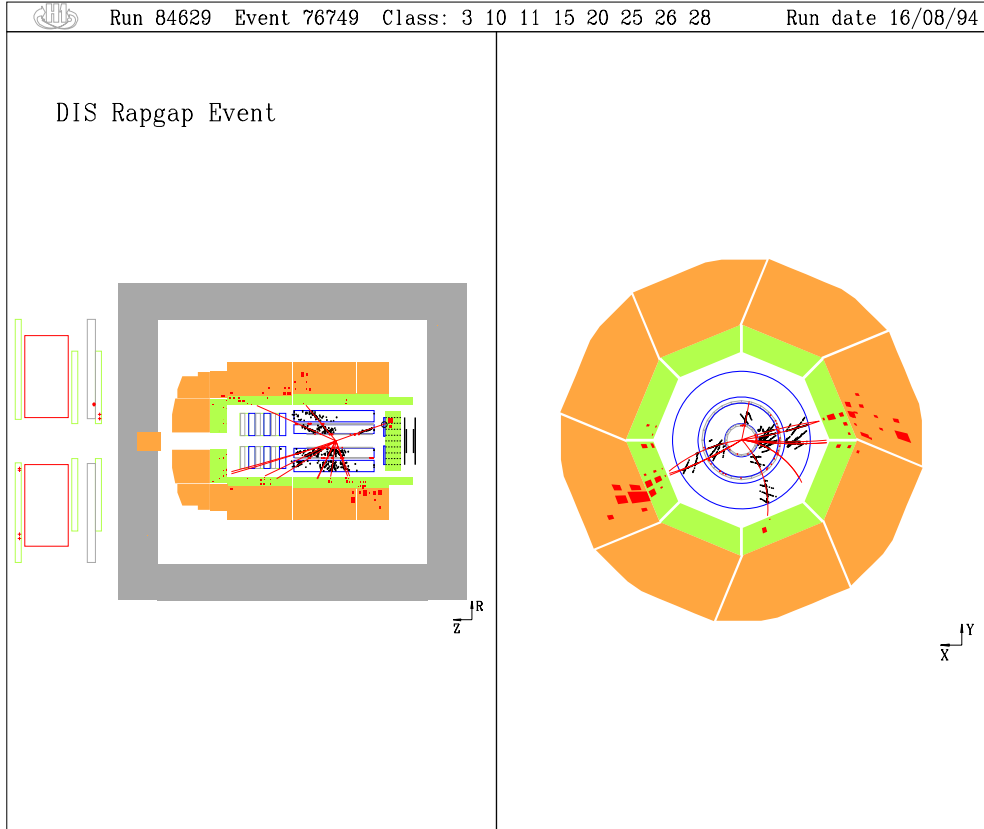 H1 Run 84629 Event 76749 Class: 3 10 11 15 20 25 26 28 Run date 16/08/94
DIS Rapgap Event
R
Z
Y
X